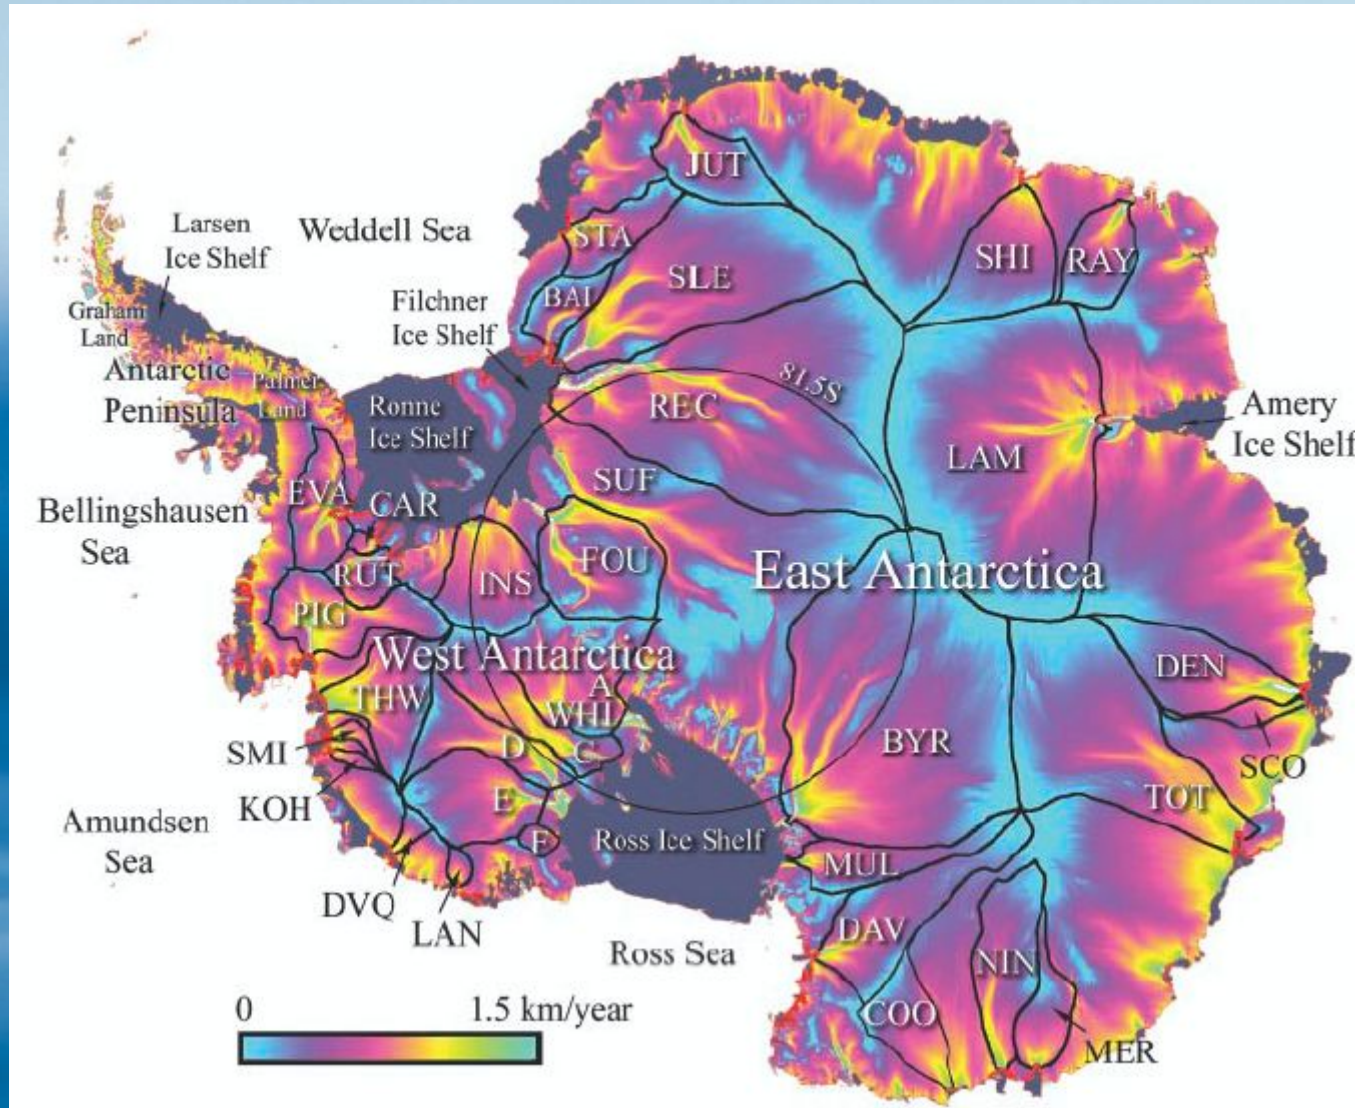 JUT
Larsen
Ice Shelf
Weddell Sea
STA
SLE
SHI
RAY
BAI
Filchner
Ice Shelf
Graham
Land
Antarctic
Peninsula
Palmer
Land
Ronne
Ice Shelf
81.5S
REC
Amery
Ice Shelf
LAM
SUF
EVA
CAR
Bellingshausen
Sea
RUT
INS
FOU
East Antarctica
PIG
West Antarctica
THW
A
WHI
DEN
SMI
D
C
BYR
SCO
KOH
E
TOT
Amundsen
Sea
F
Ross Ice Shelf
MUL
DVQ
LAN
Ross Sea
DAV
NIN
COO
MER
0
1.5 km/year